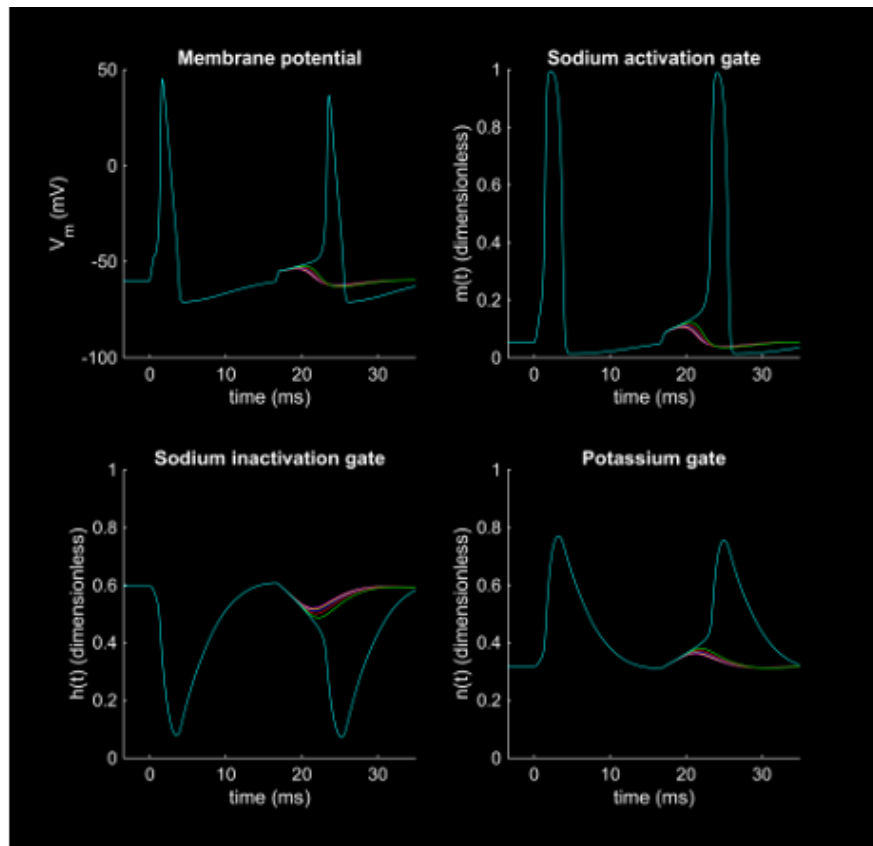 Membrane potential
50
0
-50
-100
V_m (mV)
0 10 20 30
time (ms)
Sodium activation gate
1
0.8
0.6
0.4
0.2
0
m(t) (dimensionless)
0 10 20 30
time (ms)
Sodium inactivation gate
1
0.8
0.6
0.4
0.2
0
h(t) (dimensionless)
0 10 20 30
time (ms)
Potassium gate
1
0.8
0.6
0.4
0.2
0
n(t) (dimensionless)
0 10 20 30
time (ms)